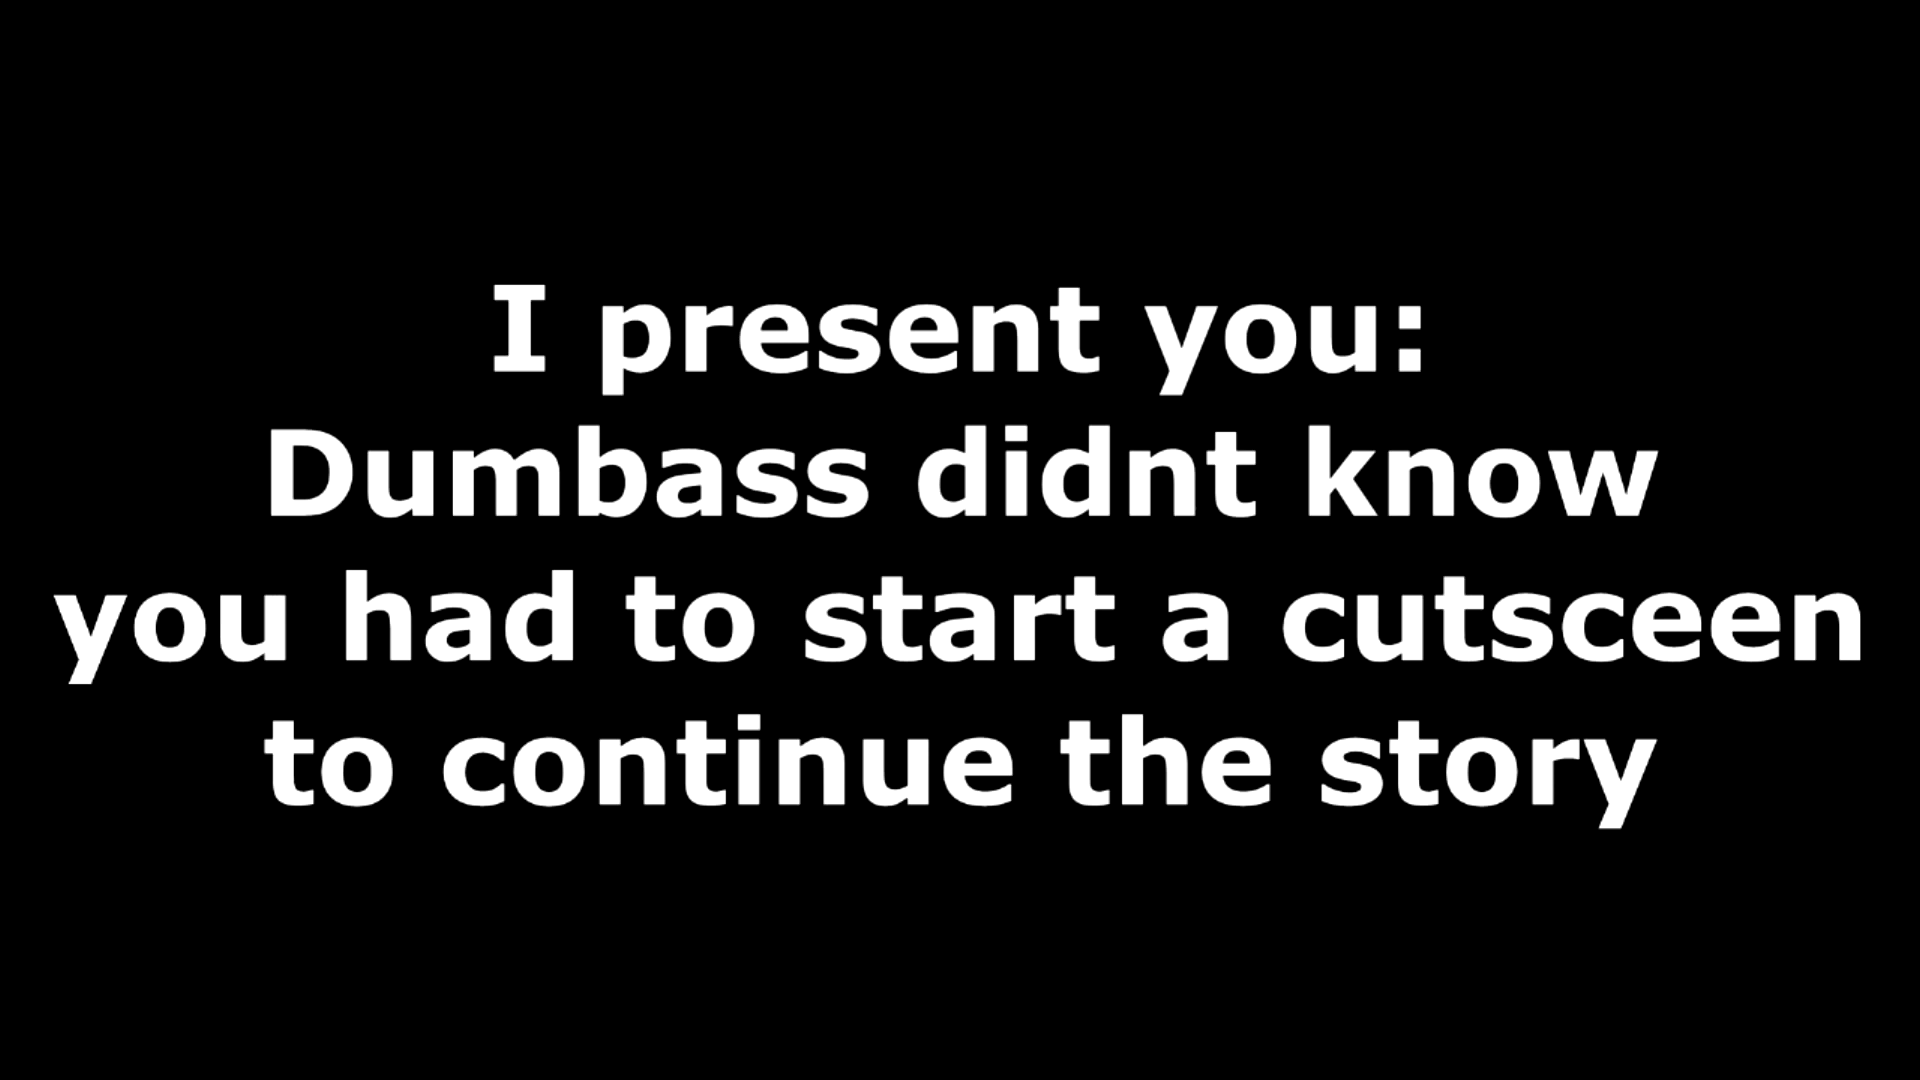 I present you:
Dumbass didnt know
you had to start a cutsceen
to continue the story